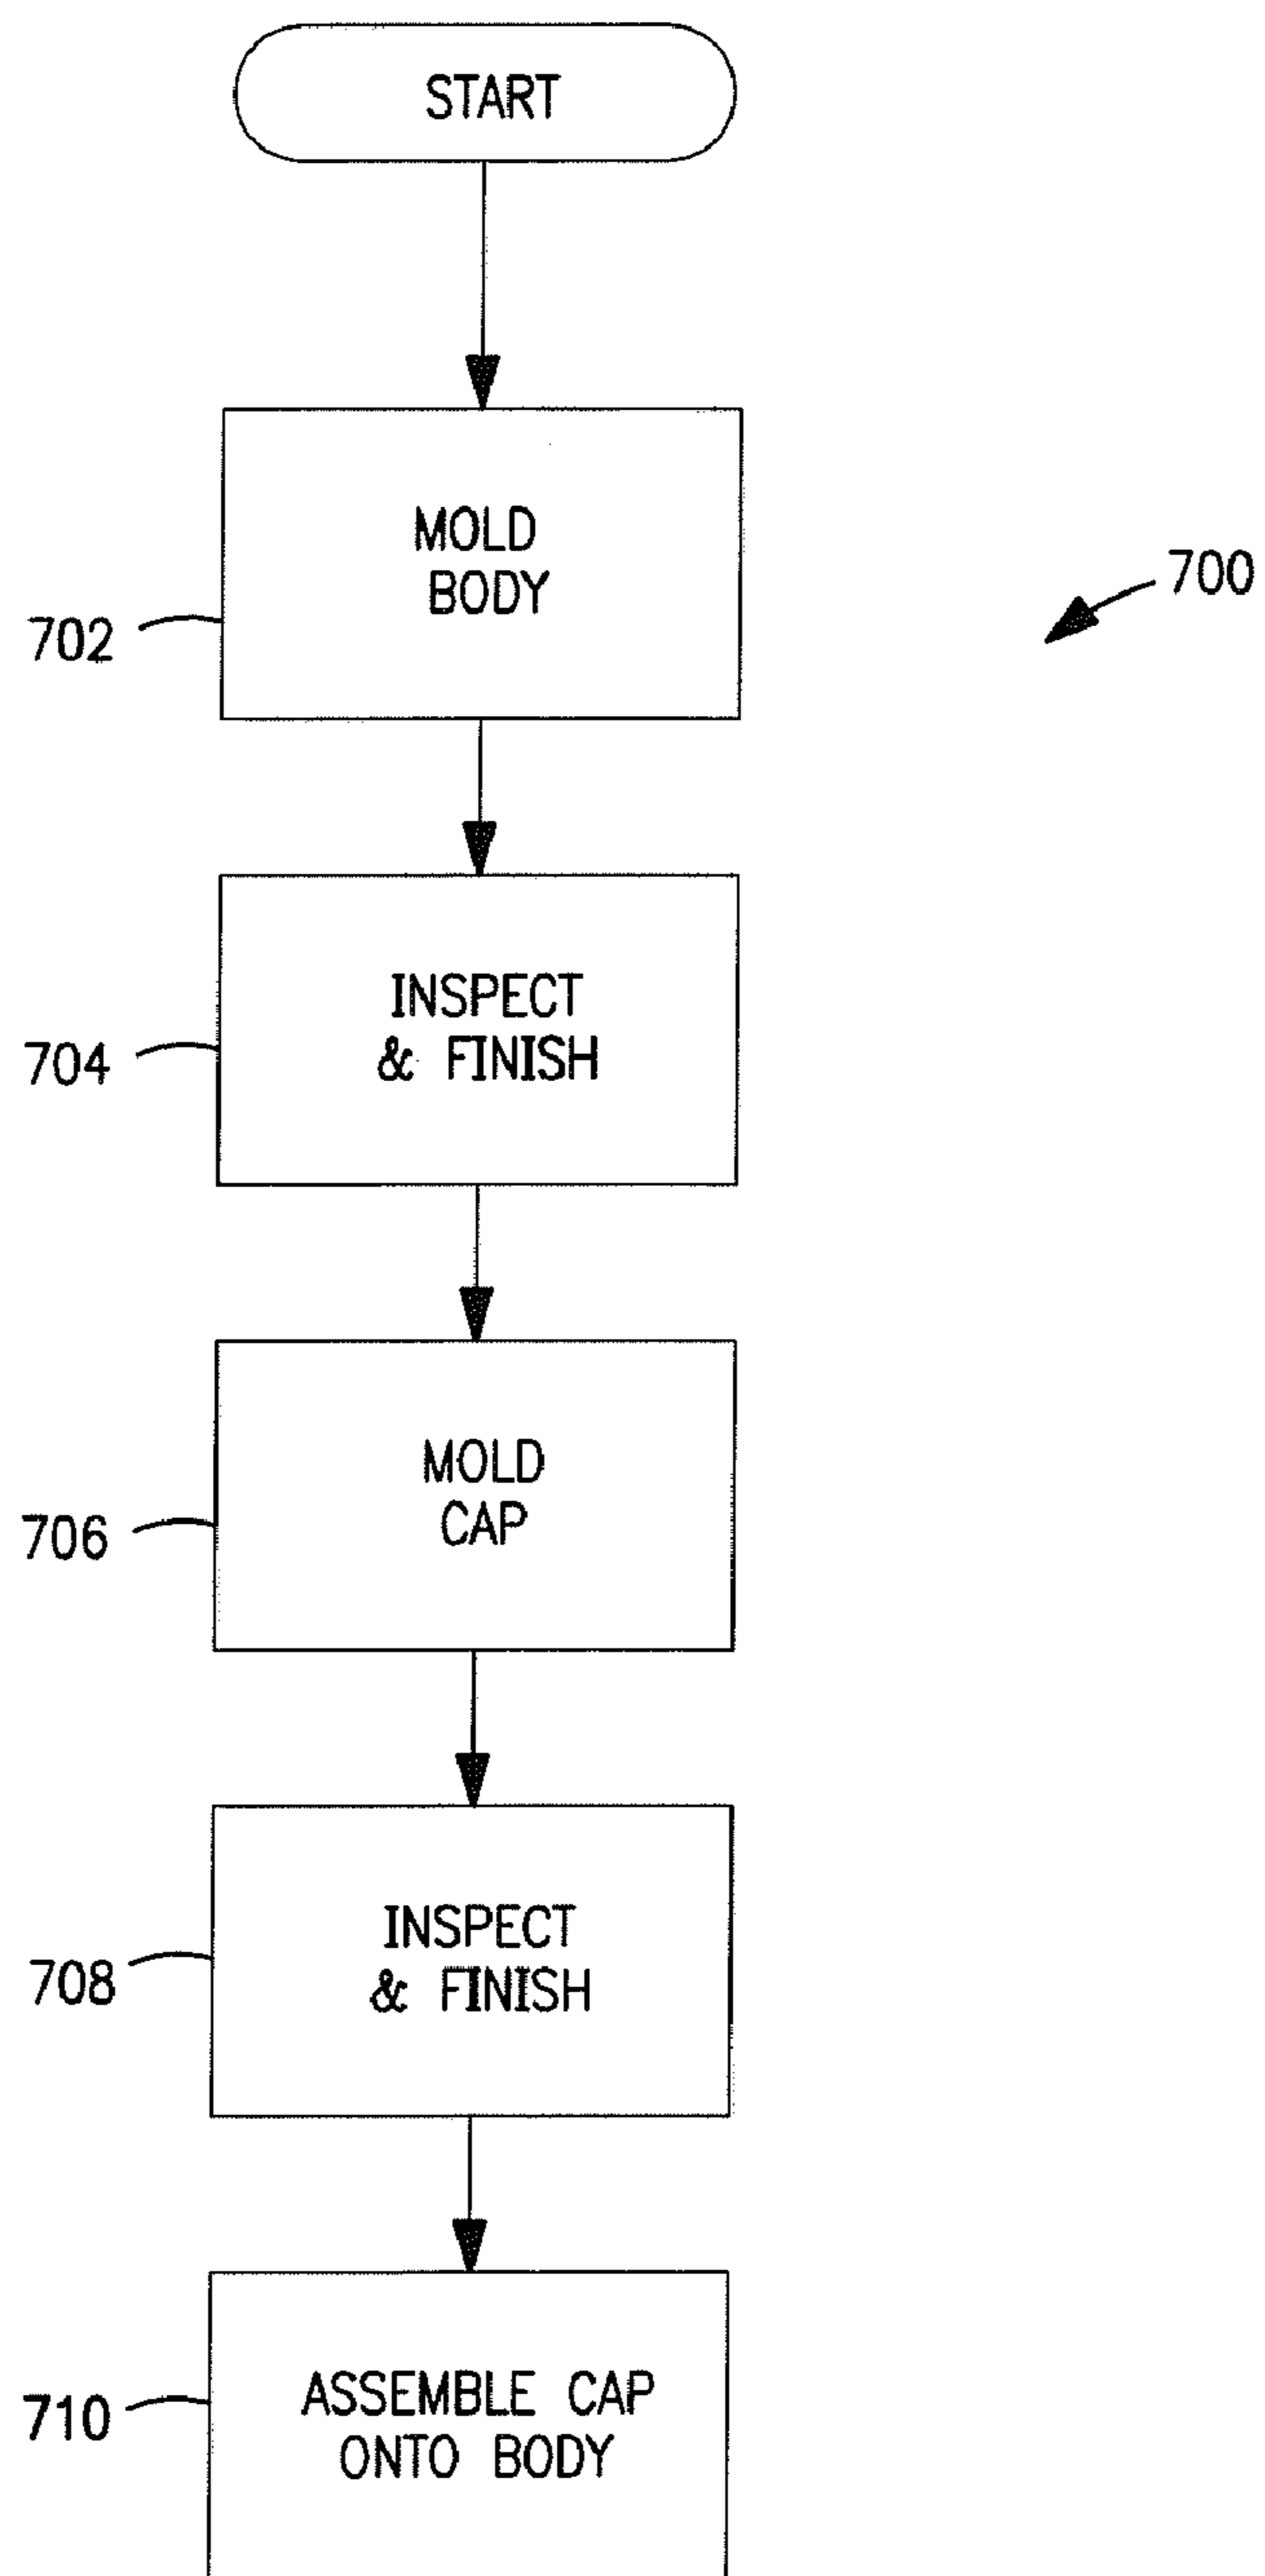 START
MOLD
BODY
700
702
INSPECT
& FINISH
704
MOLD
CAP
706
INSPECT
& FINISH
708
ASSEMBLE CAP
ONTO BODY
710